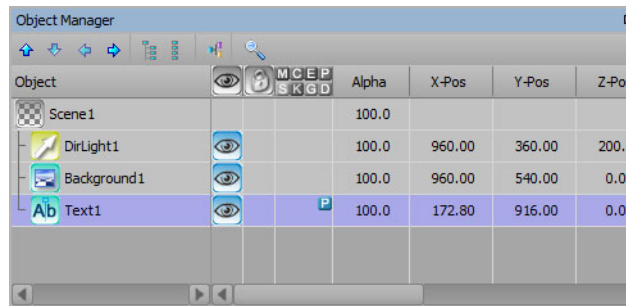 Object Manager
Object M C E P S K G D Alpha X-Pos Y-Pos Z-Po
Scene1 100.0
DirLight1 100.0 960.00 360.00 200.
Background1 100.0 960.00 540.00 0.0
Ab Text1 P 100.0 172.80 916.00 0.0